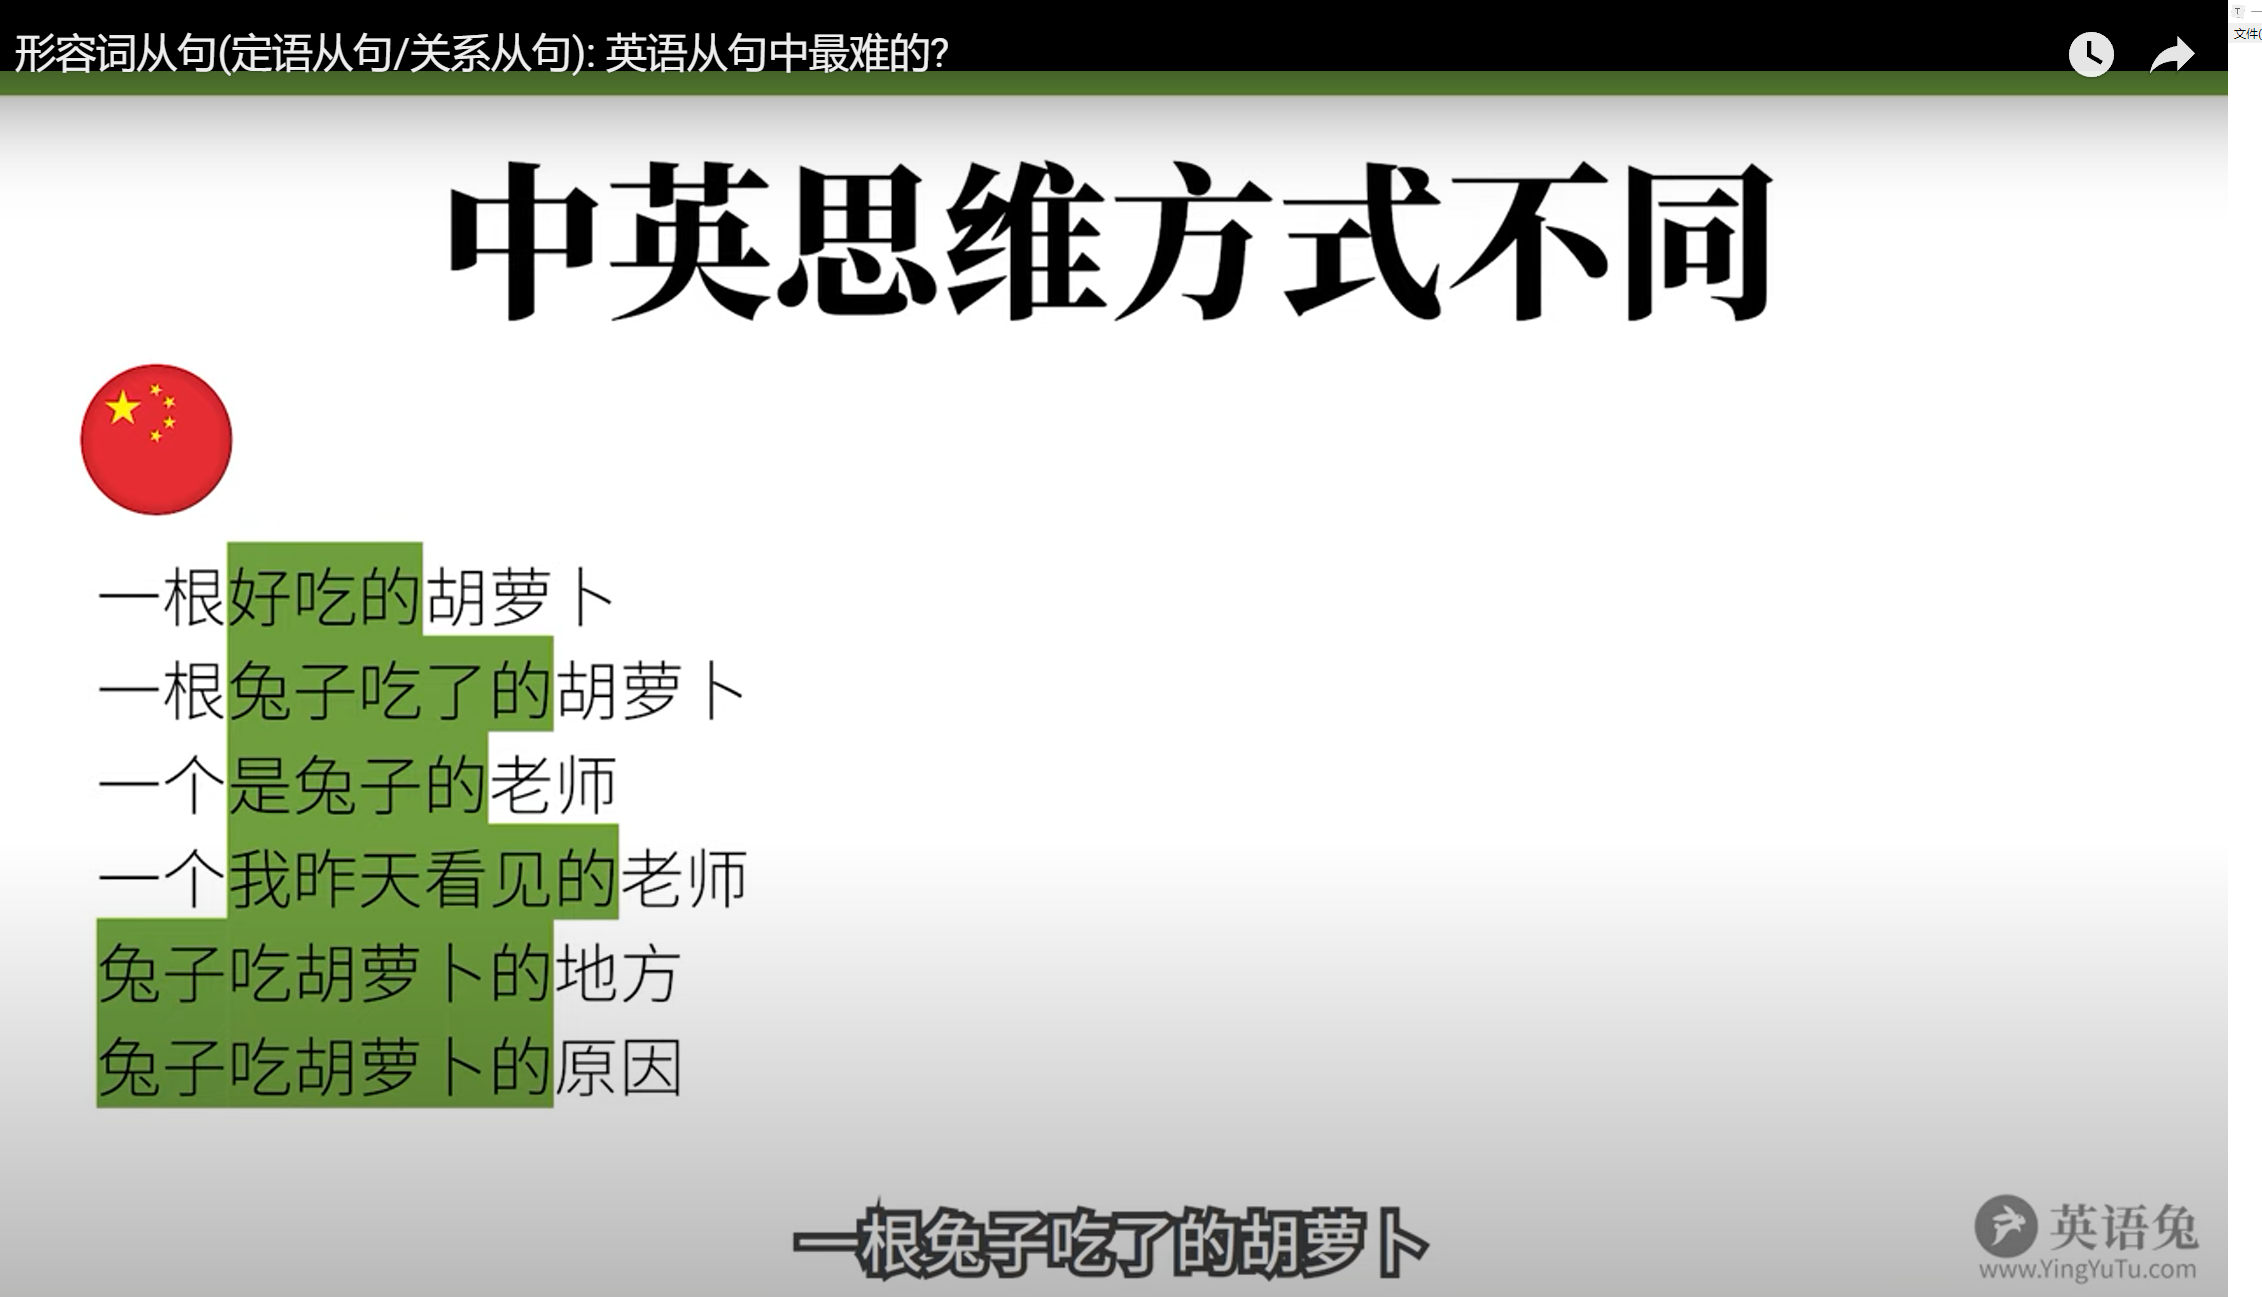 形容词从句(定语从句/关系从句): 英语从句中最难的?
文件(
中英思维方式不同
一根好吃的胡萝卜
一根兔子吃了的胡萝卜
一个是兔子的老师
一个我昨天看见的老师
兔子吃胡萝卜的地方
兔子吃胡萝卜的原因
一根兔子吃了的胡萝卜
英语兔
www.YingYuTu.com